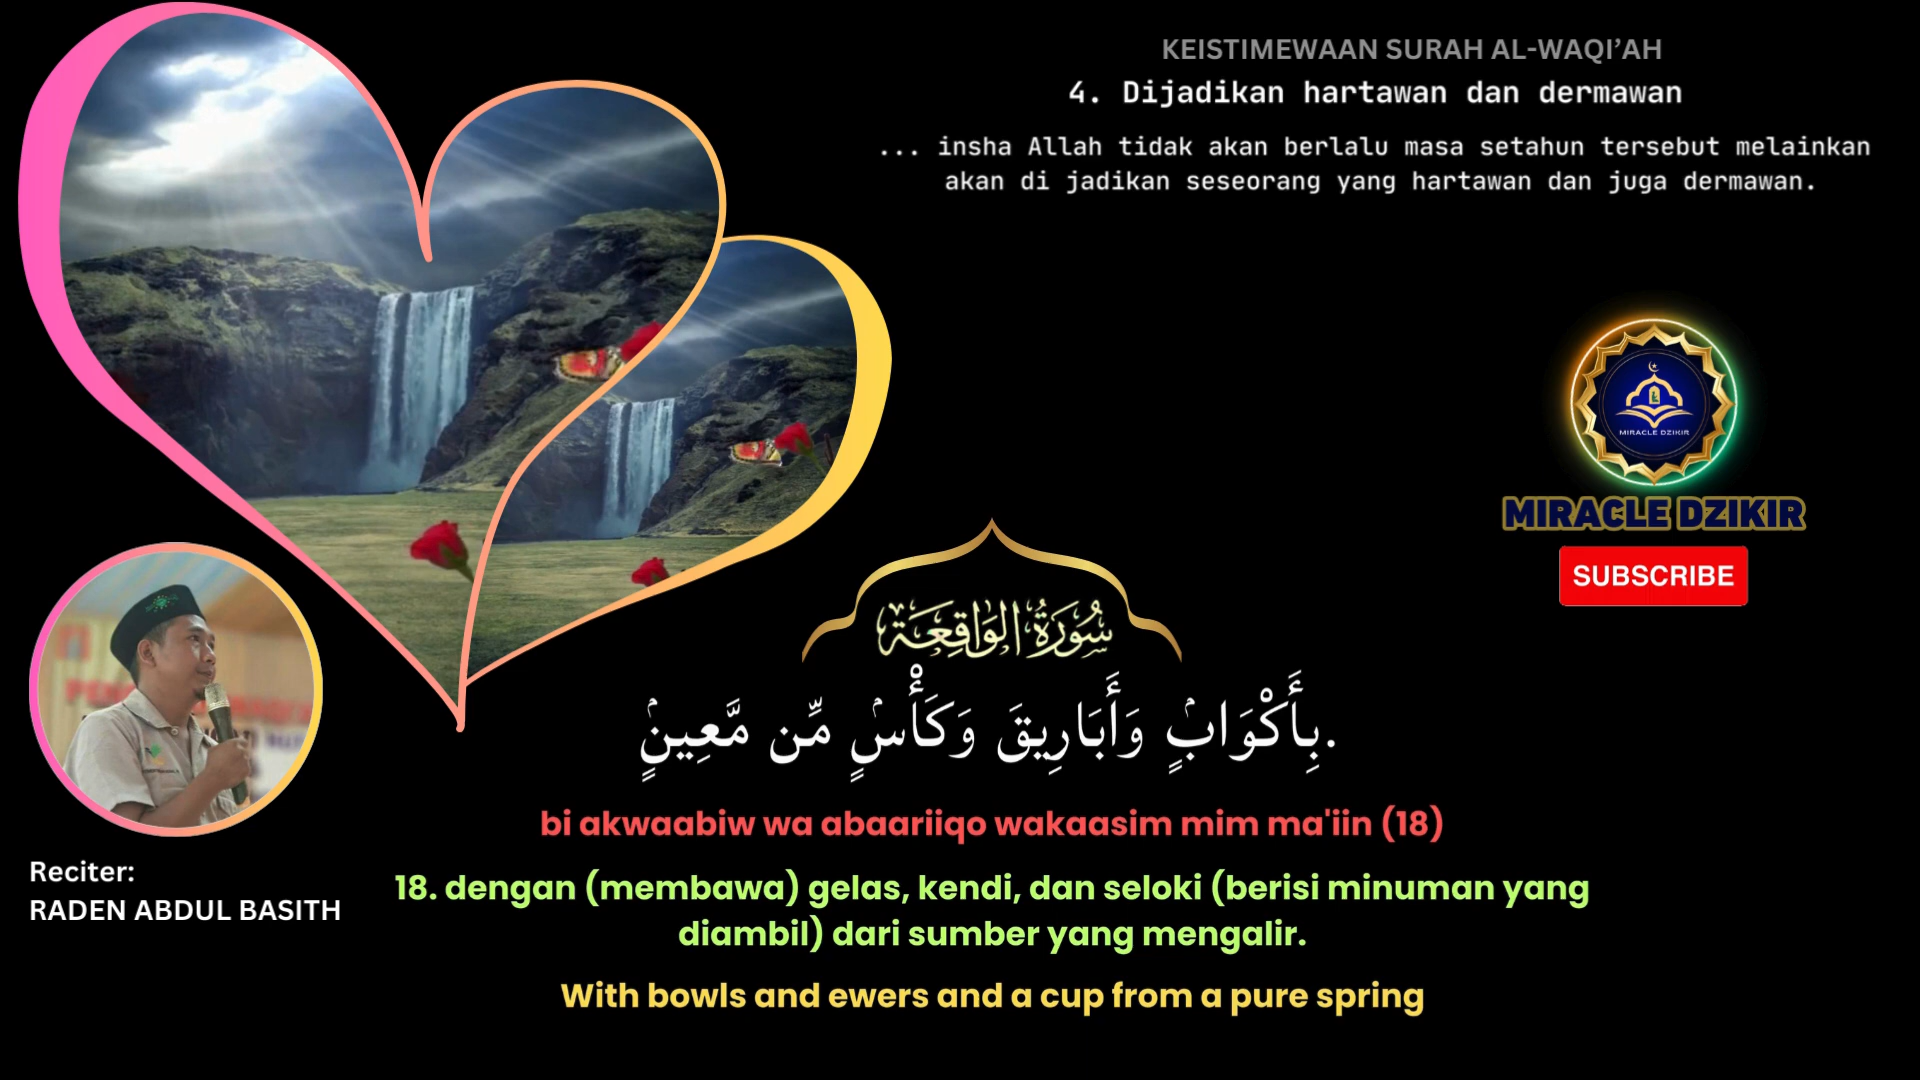 KEISTIMEWAAN SURAH AL-WAQI’AH
4. Dijadikan hartawan dan dermawan
... insha Allah tidak akan berlalu masa setahun tersebut melainkan
akan di jadikan seseorang yang hartawan dan juga dermawan.
MIRACLE DZIKIR
MIRACLE DZIKIR
SUBSCRIBE
سُورَةُ الوَاقِعَة
بِأَكْوَابٍۢ وَأَبَارِيقَ وَكَأْسٍۢ مِّن مَّعِينٍۢ.
bi akwaabiw wa abaariiqo wakaasim mim ma'iin (18)
Reciter:
RADEN ABDUL BASITH
18. dengan (membawa) gelas, kendi, dan seloki (berisi minuman yang
diambil) dari sumber yang mengalir.
With bowls and ewers and a cup from a pure spring